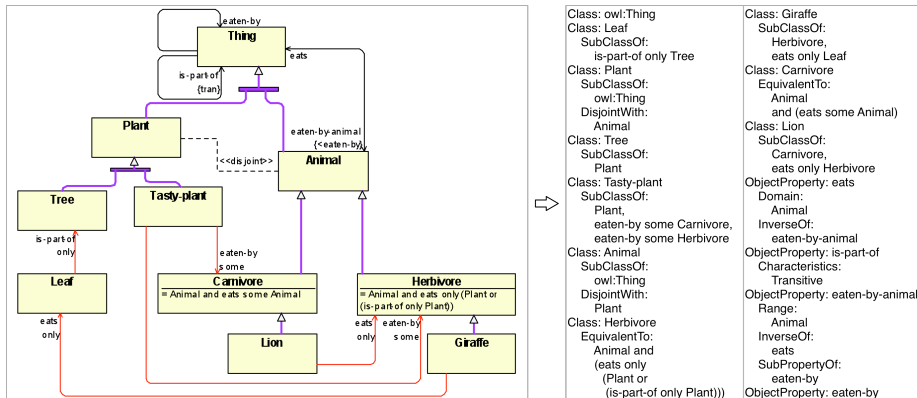 eaten-by
Thing
eats
is-part-of
{tran}
Plant
eaten-by-animal
{<eaten-by}
<<disjoint>>
Animal
Tree
Tasty-plant
is-part-of
only
eaten-by
some
Leaf
Carnivore
= Animal and eats some Animal
Herbivore
= Animal and eats only (Plant or
(is-part-of only Plant))
eats
only
eats
only
eaten-by
some
Lion
Giraffe
Class: owl:Thing
Class: Leaf
SubClassOf:
is-part-of only Tree
Class: Plant
SubClassOf:
owl:Thing
DisjointWith:
Animal
Class: Tree
SubClassOf:
Plant
Class: Tasty-plant
SubClassOf:
Plant,
eaten-by some Carnivore,
eaten-by some Herbivore
Class: Animal
SubClassOf:
owl:Thing
DisjointWith:
Plant
Class: Herbivore
EquivalentTo:
Animal and
(eats only
(Plant or
(is-part-of only Plant)))
Class: Giraffe
SubClassOf:
Herbivore,
eats only Leaf
Class: Carnivore
EquivalentTo:
Animal
and (eats some Animal)
Class: Lion
SubClassOf:
Carnivore,
eats only Herbivore
ObjectProperty: eats
Domain:
Animal
InverseOf:
eaten-by-animal
ObjectProperty: is-part-of
Characteristics:
Transitive
ObjectProperty: eaten-by-animal
Range:
Animal
InverseOf:
eats
SubPropertyOf:
eaten-by
ObjectProperty: eaten-by